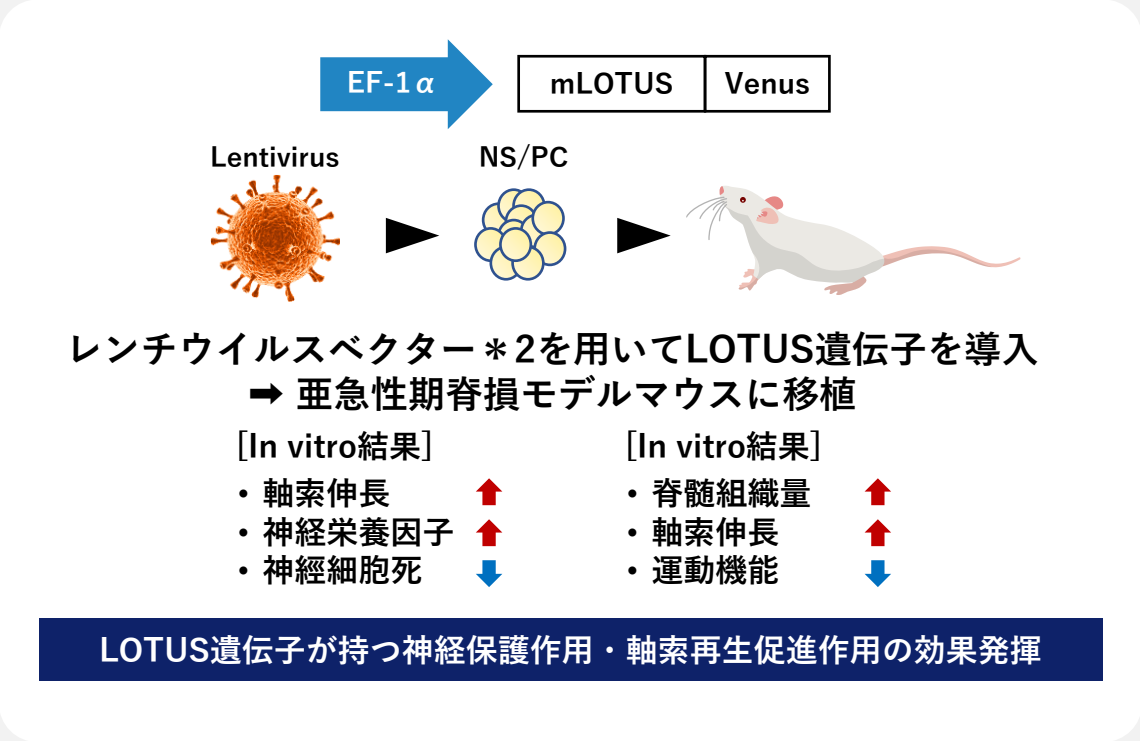 EF-1α
mLOTUS
Venus
Lentivirus
NS/PC
レンチウイルスベクター＊2を用いてLOTUS遺伝子を導入
➡ 亜急性期脊損モデルマウスに移植
[In vitro結果]
・軸索伸長
・神経栄養因子
・神經細胞死
[In vitro結果]
・脊髄組織量
・軸索伸長
・運動機能
LOTUS遺伝子が持つ神経保護作用・軸索再生促進作用の効果発揮